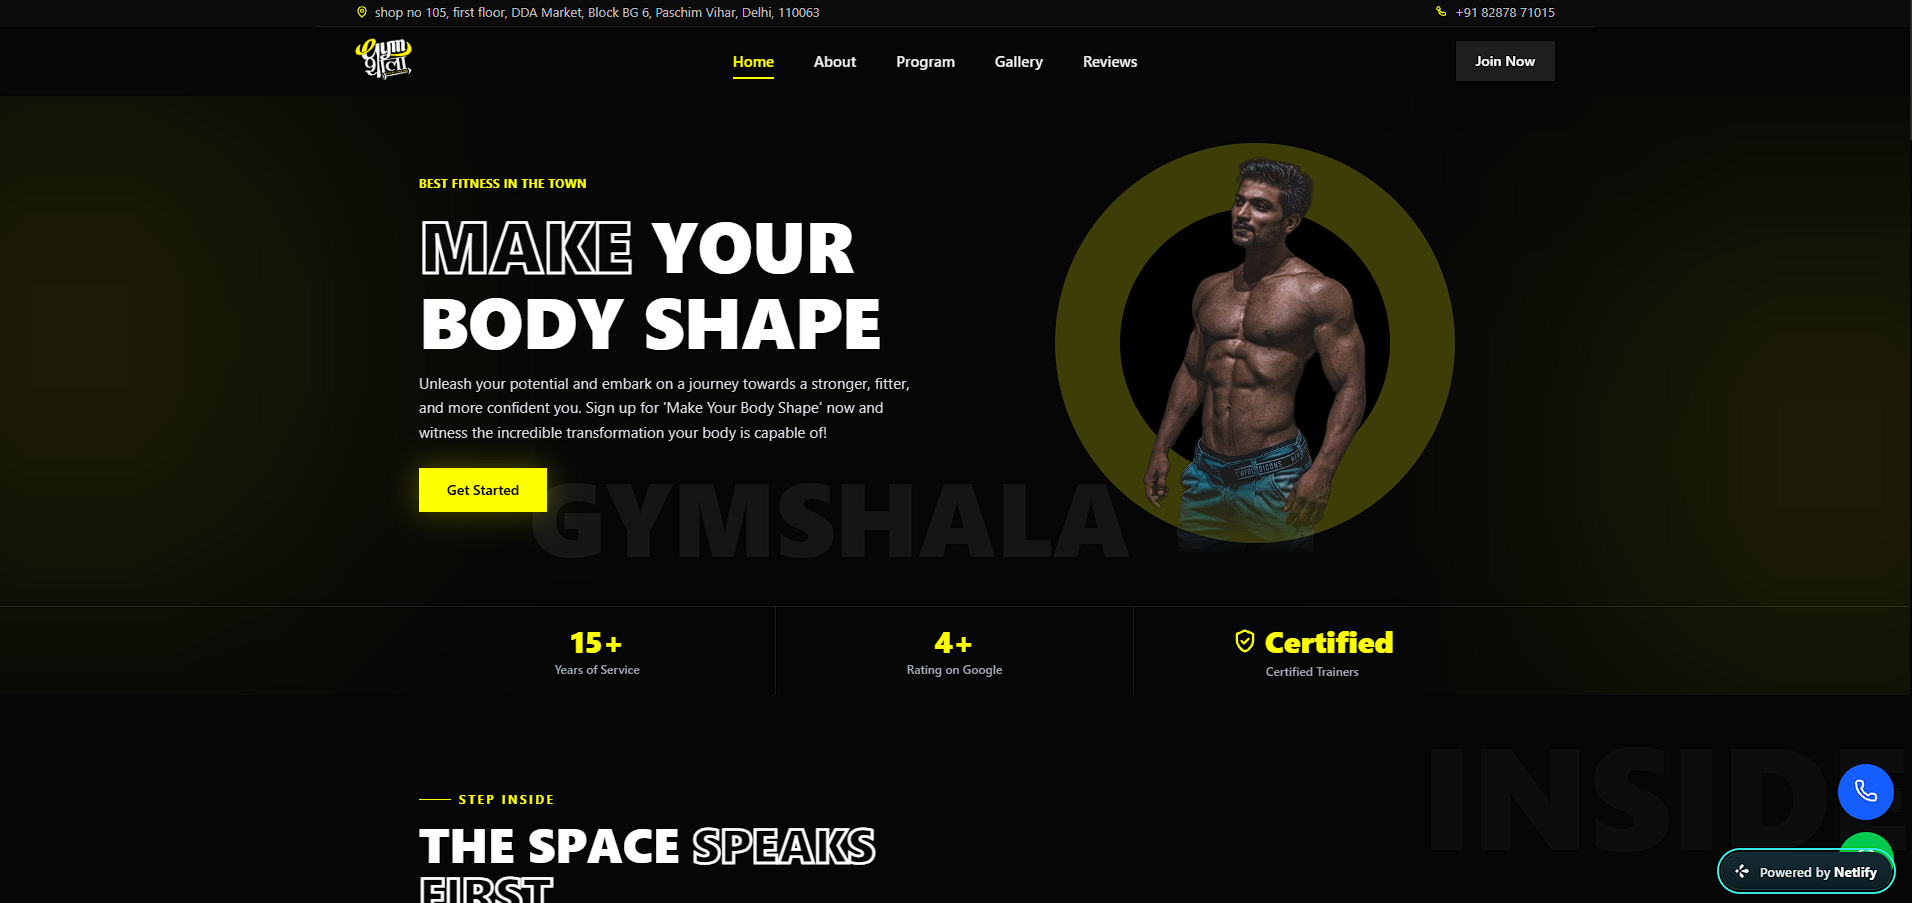 shop no 105, first floor, DDA Market, Block BG 6, Paschim Vihar, Delhi, 110063
+91 82878 71015
Gym
शाला
Home
About
Program
Gallery
Reviews
Join Now
BEST FITNESS IN THE TOWN
MAKE YOUR
BODY SHAPE
Unleash your potential and embark on a journey towards a stronger, fitter,
and more confident you. Sign up for 'Make Your Body Shape' now and
witness the incredible transformation your body is capable of!
Get Started
GYMSHALA
15+
Years of Service
4+
Rating on Google
Certified
Certified Trainers
INSIDE
STEP INSIDE
THE SPACE SPEAKS
FIRST
Powered by Netlify